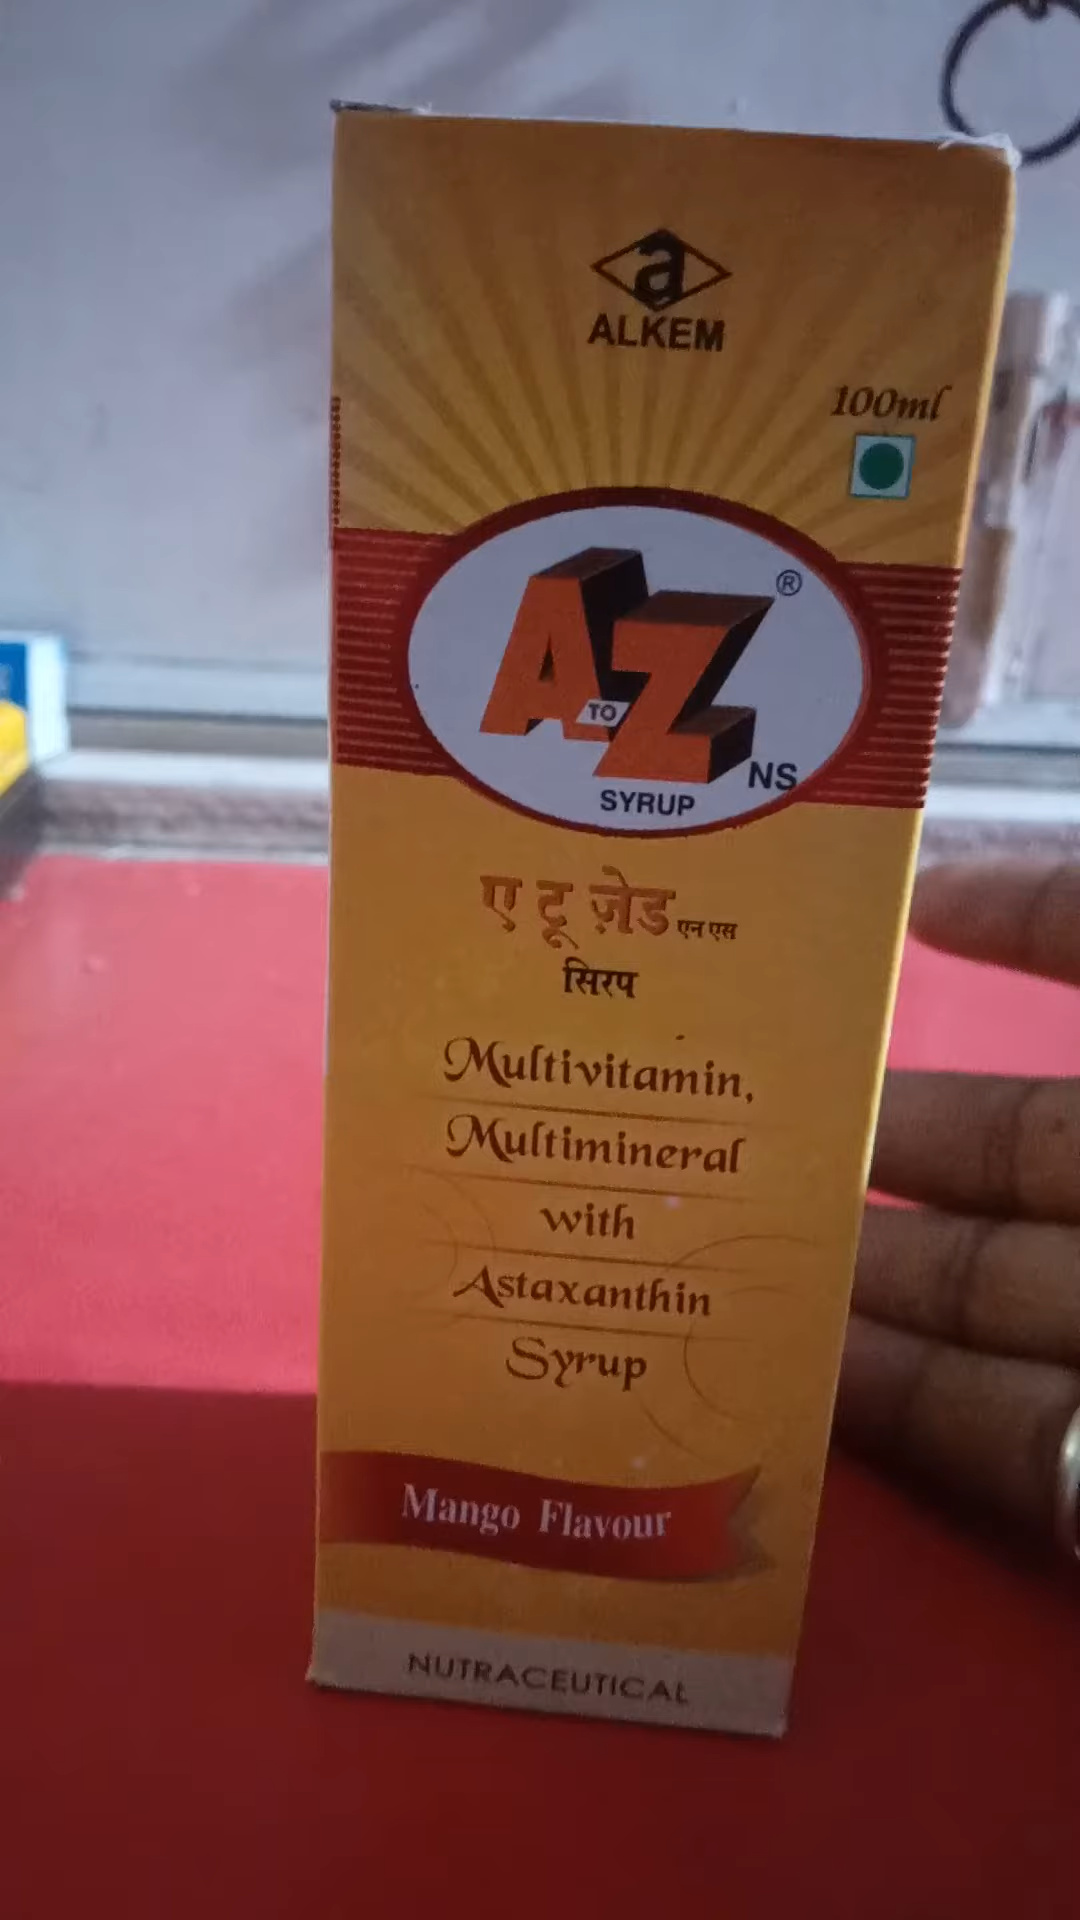 a
ALKEM
100ml
A TO Z ®
NS
SYRUP
ए टू ज़ेड एन एस
सिरप
Multivitamin,
Multimineral
with
Astaxanthin
Syrup
Mango Flavour
NUTRACEUTICAL